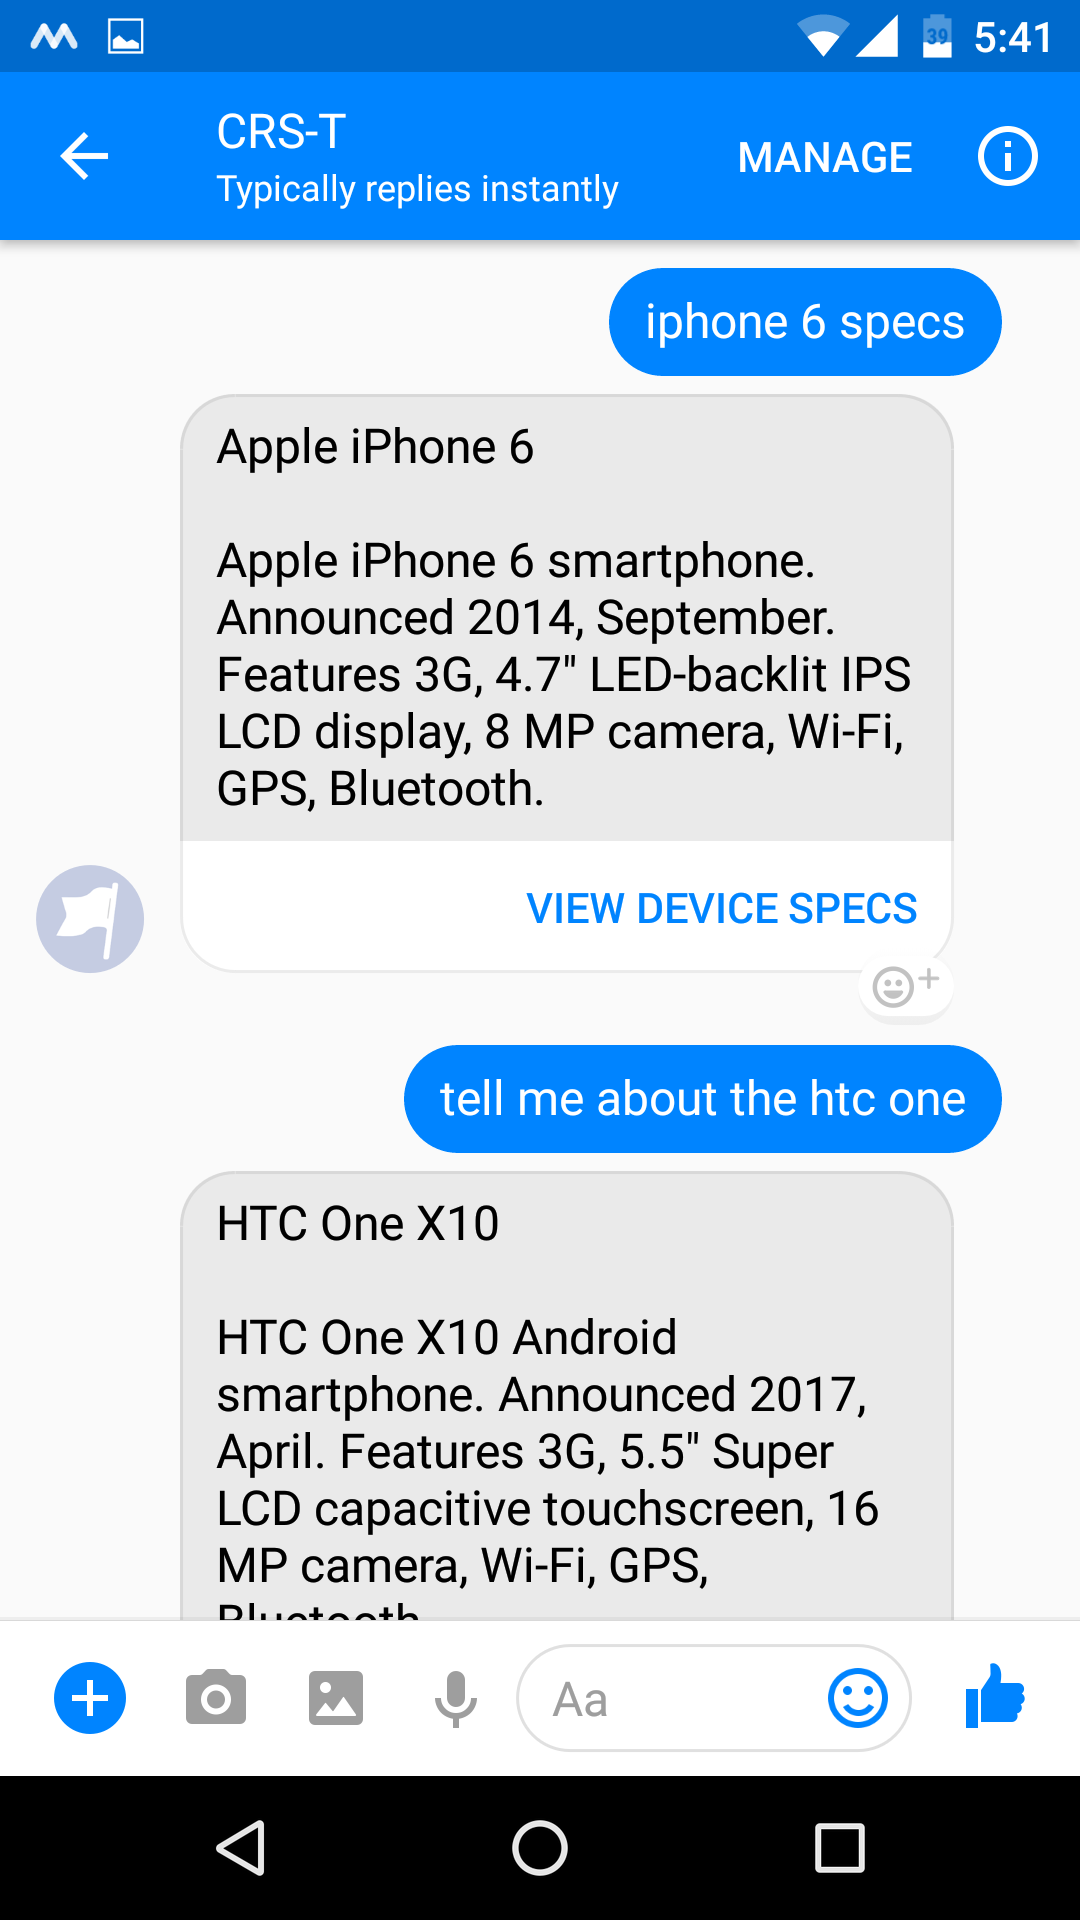 39 5:41
CRS-T
Typically replies instantly
MANAGE
iphone 6 specs
Apple iPhone 6
Apple iPhone 6 smartphone.
Announced 2014, September.
Features 3G, 4.7" LED-backlit IPS
LCD display, 8 MP camera, Wi-Fi,
GPS, Bluetooth.
VIEW DEVICE SPECS
tell me about the htc one
HTC One X10
HTC One X10 Android
smartphone. Announced 2017,
April. Features 3G, 5.5" Super
LCD capacitive touchscreen, 16
MP camera, Wi-Fi, GPS,
Bluetooth
Aa